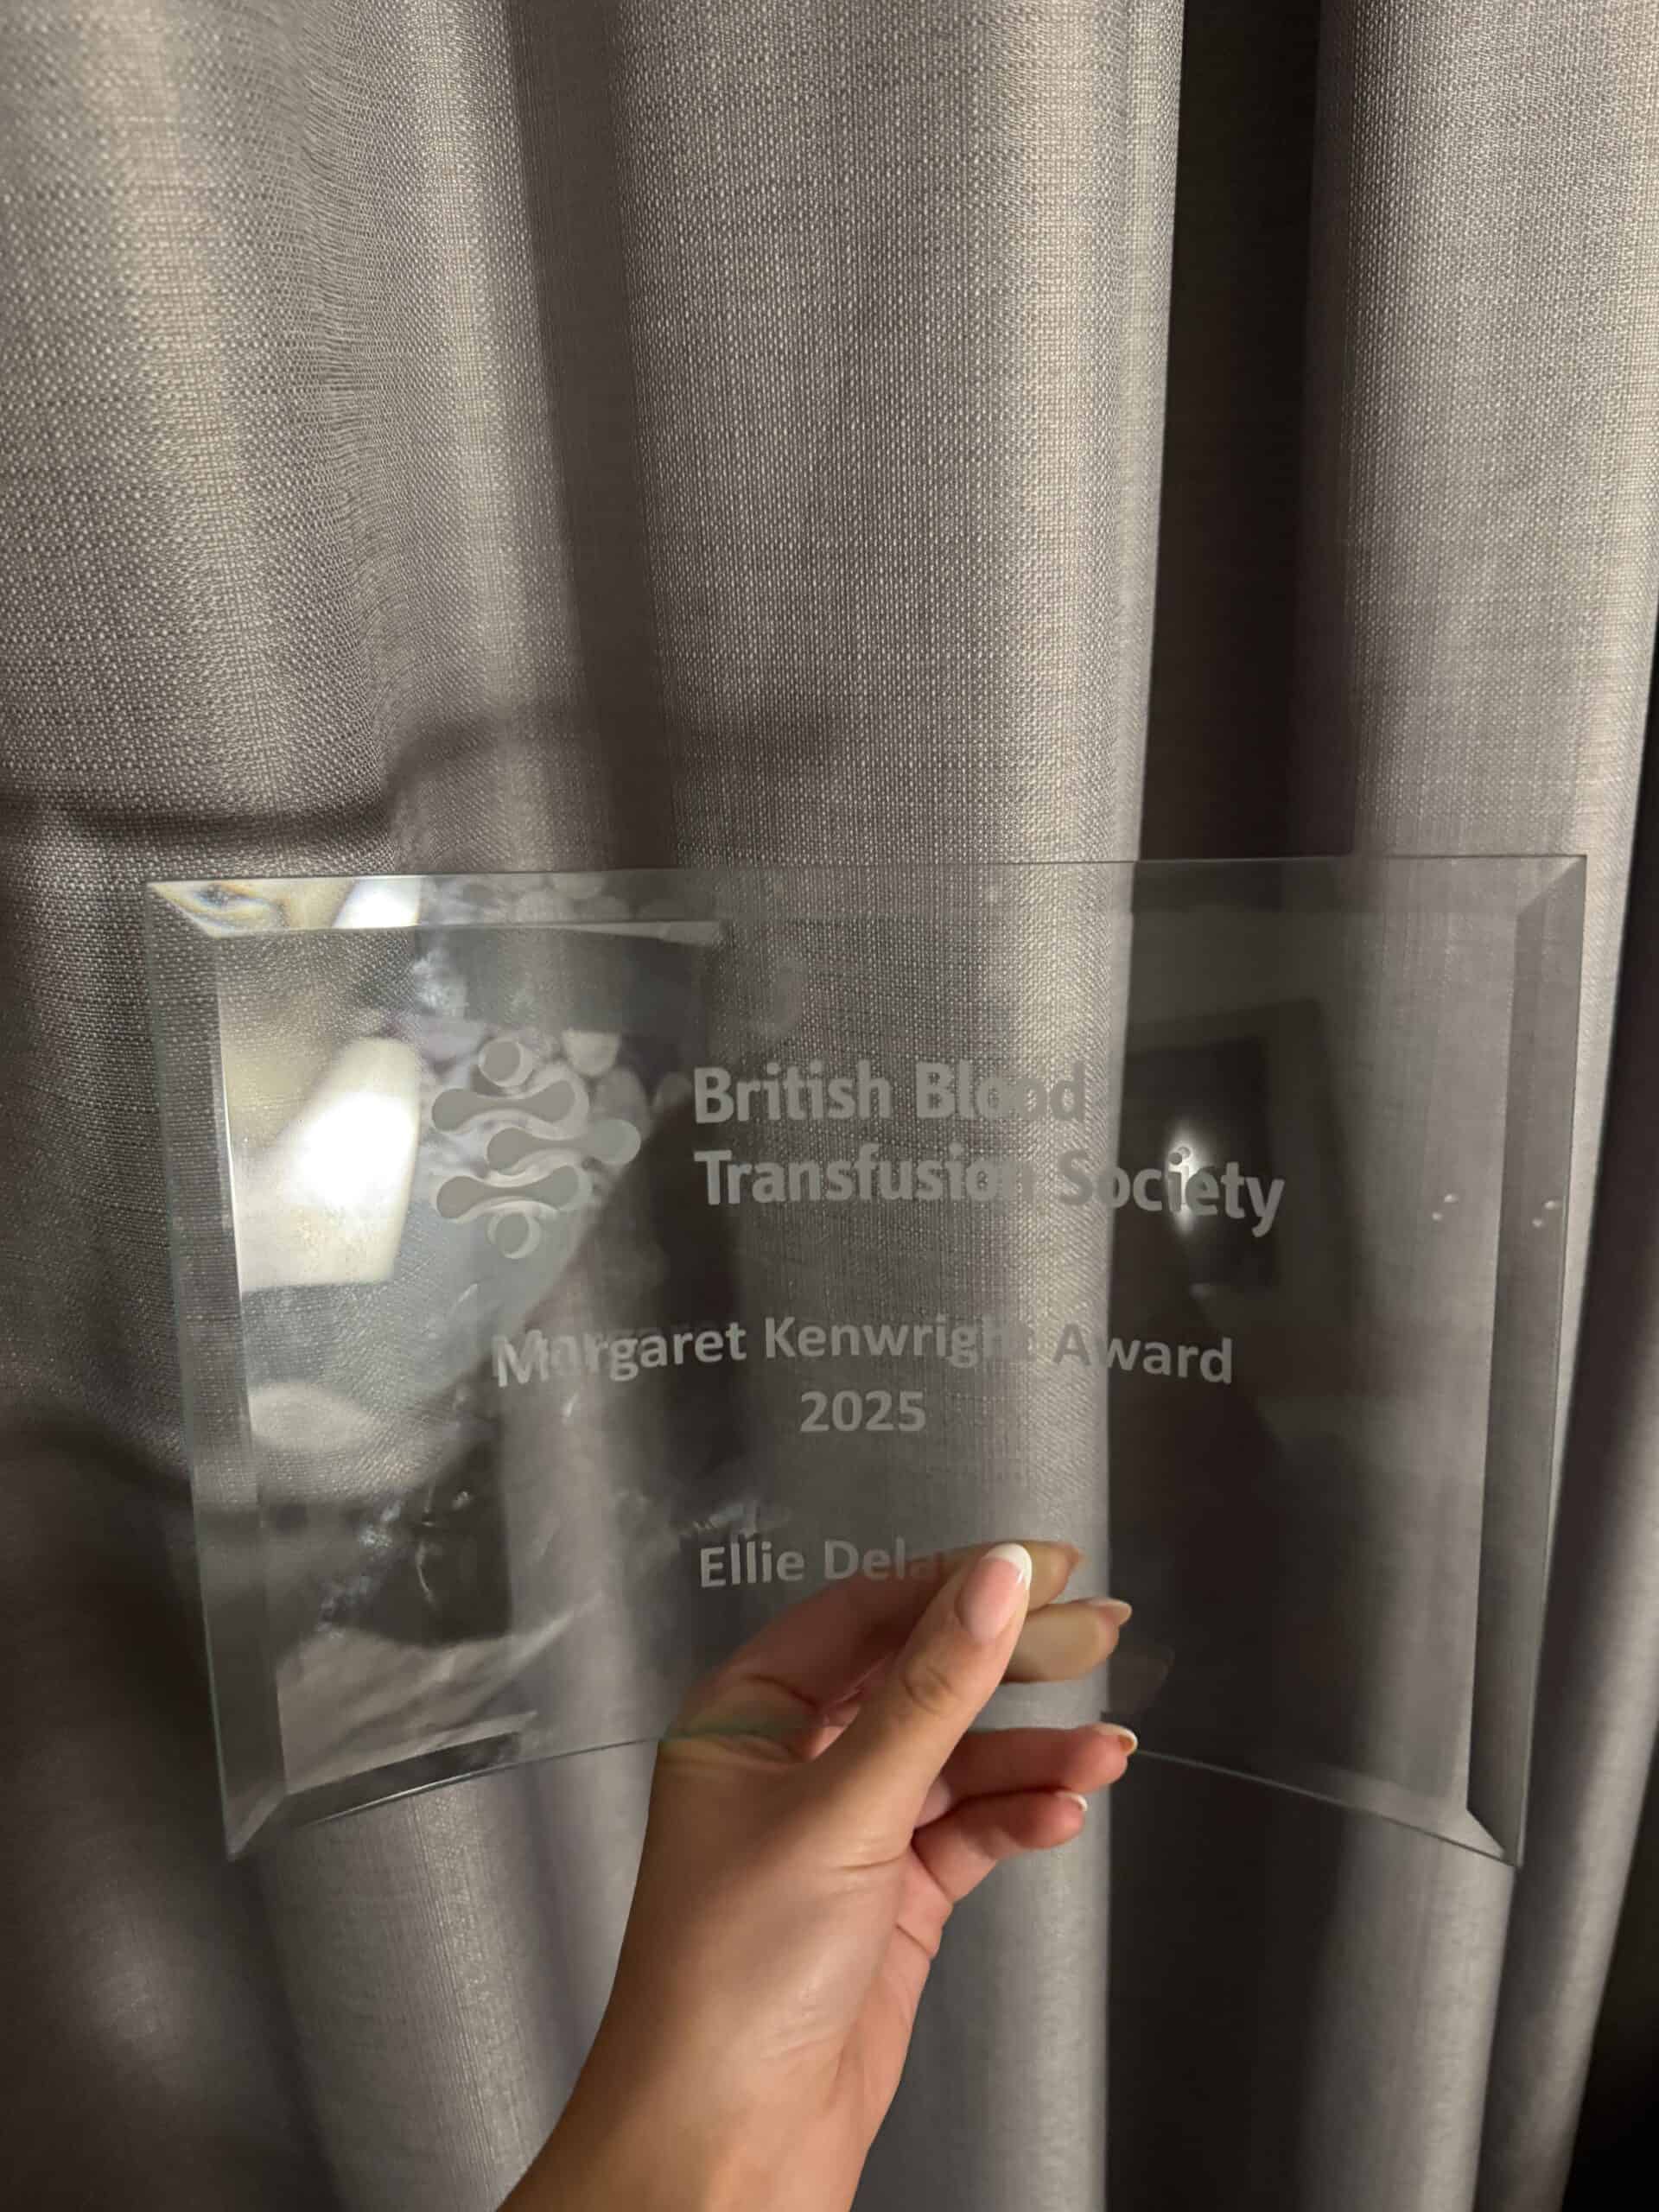 British Blood
Transfusion Society
Margaret Kenwright Award
2025
Ellie